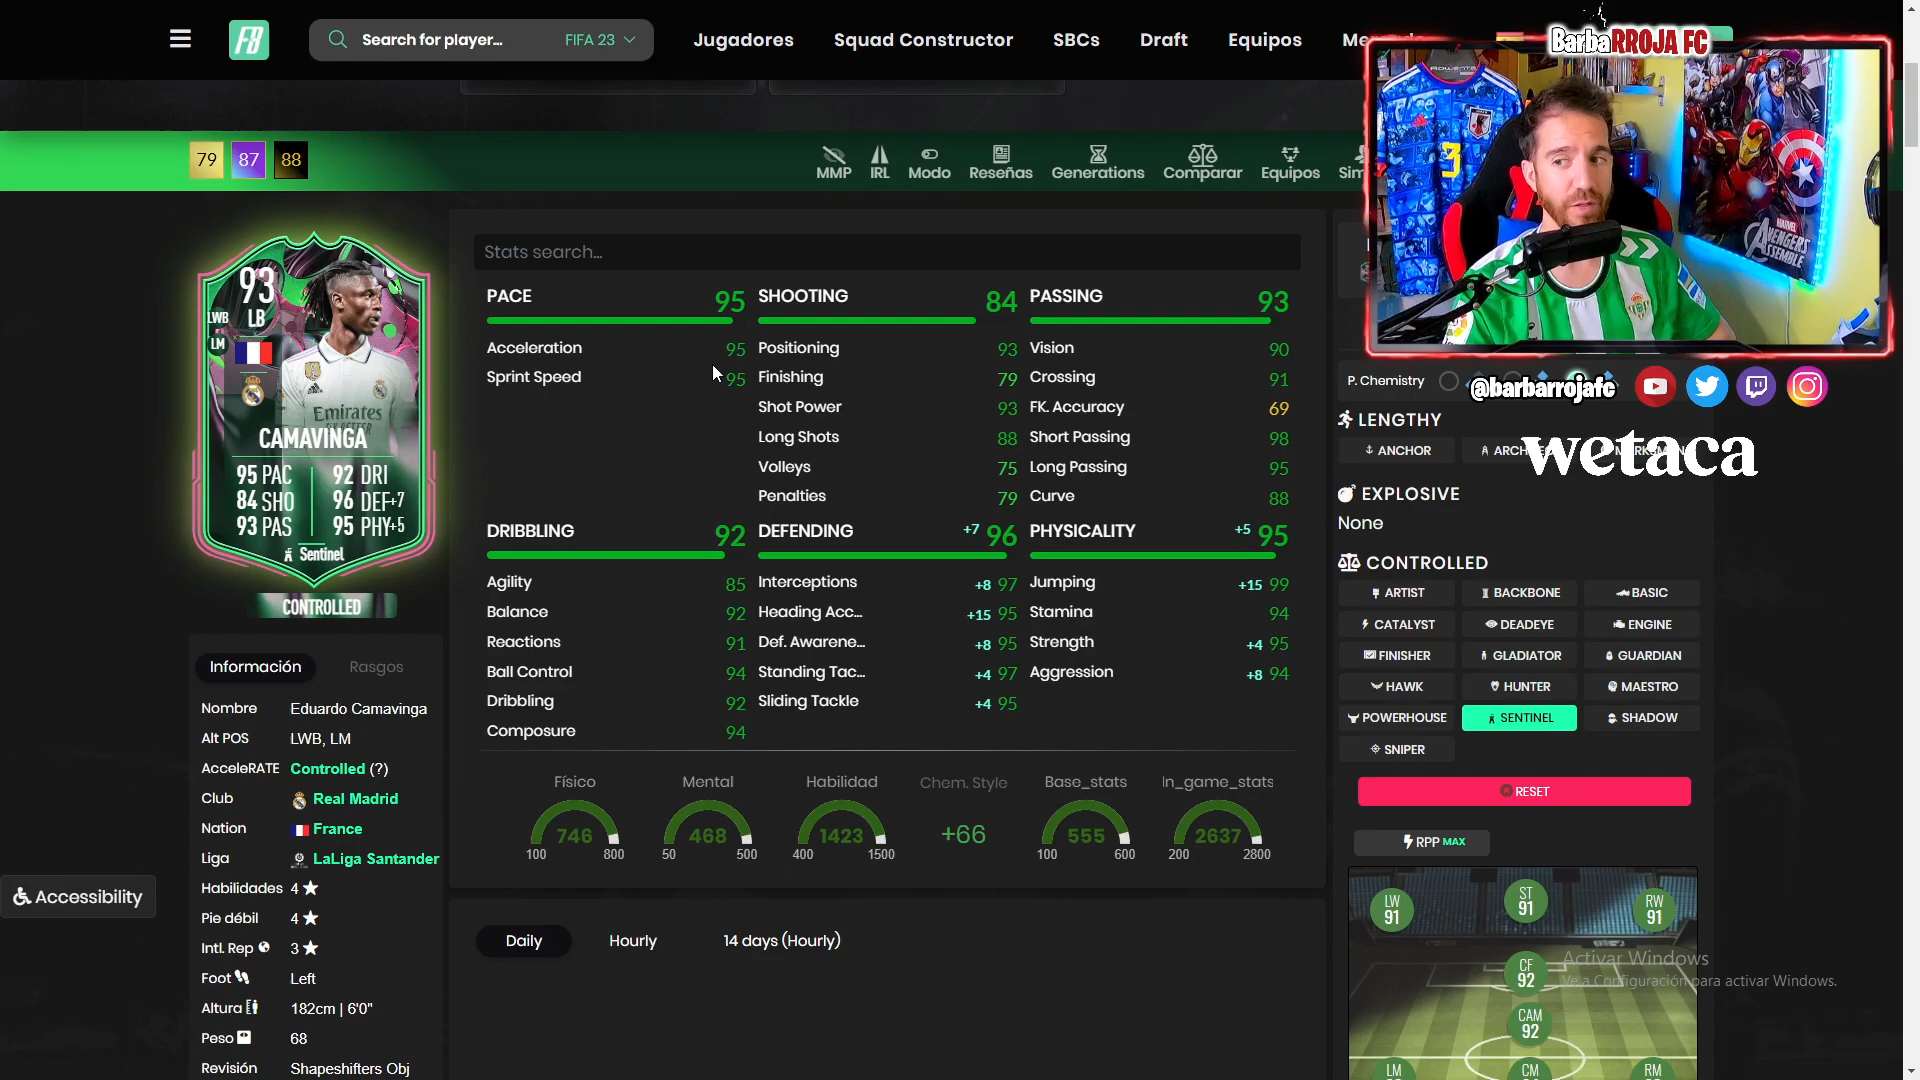 F8
Search for player...
FIFA 23
Jugadores
Squad Constructor
SBCs
Draft
Equipos
BarbaRROJA FC
79
87
88
MMP
IRL
Modo
Reseñas
Generations
Comparar
Equipos
93
LB
LWB
LM
Emirates
CAMAVINGA
95 PAC
92 DRI
84 SHO
96 DEF+7
93 PAS
95 PHY+5
Sentinel
CONTROLLED
Stats search...
PACE
95
Acceleration
95
Sprint Speed
95
SHOOTING
84
Positioning
93
Finishing
79
Shot Power
93
Long Shots
88
Volleys
75
Penalties
79
PASSING
93
Vision
90
Crossing
91
FK. Accuracy
69
Short Passing
98
Long Passing
95
Curve
88
DRIBBLING
92
Agility
85
Balance
92
Reactions
91
Ball Control
94
Dribbling
92
Composure
94
DEFENDING
+7 96
Interceptions
+8 97
Heading Acc...
+15 95
Def. Awarene...
+8 95
Standing Tac...
+4 97
Sliding Tackle
+4 95
PHYSICALITY
+5 95
Jumping
+15 99
Stamina
94
Strength
+4 95
Aggression
+8 94
Físico
746
100
800
Mental
468
50
500
Habilidad
1423
400
1500
Chem. Style
+66
Base_stats
555
100
600
In_game_stats
2637
200
2800
Información
Rasgos
Nombre
Eduardo Camavinga
Alt POS
LWB, LM
AcceleRATE
Controlled (?)
Club
Real Madrid
Nation
France
Liga
LaLiga Santander
Habilidades
4
Pie débil
4
Intl. Rep
3
Foot
Left
Altura
182cm | 6'0"
Peso
68
Revisión
Shapeshifters Obj
Accessibility
Daily
Hourly
14 days (Hourly)
3
MARVEL
AVENGERS
ASSEMBLE
P. Chemistry
@barbarrojafc
LENGTHY
ANCHOR
wetaca
EXPLOSIVE
None
CONTROLLED
ARTIST
BACKBONE
BASIC
CATALYST
DEADEYE
ENGINE
FINISHER
GLADIATOR
GUARDIAN
HAWK
HUNTER
MAESTRO
POWERHOUSE
SENTINEL
SHADOW
SNIPER
RESET
RPP MAX
LW
91
ST
91
RW
91
CF
92
CAM
92
LM
CM
RM
Activar Windows
Ve a Configuración para activar Windows.